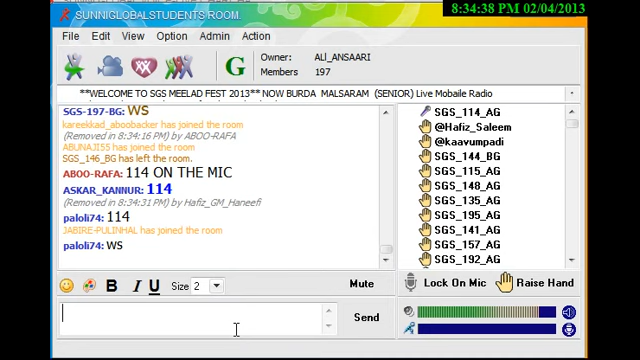 SUNNIGLOBALSTUDENTS ROOM
8:34:38 PM 02/04/2013
File Edit View Option Admin Action
G
Owner: ALI_ANSAARI
Members 197
**WELCOME TO SGS MEELAD FEST 2013** NOW BURDA MALSARAM (SENIOR) Live Mobaile Radio
SGS-197-BG: WS
kareekkad_aboobacker has joined the room
(Removed in 8:34:16 PM) by ABOO-RAFA
ABUNAJI55 has joined the room
SGS_146_BG has left the room.
ABOO-RAFA: 114 ON THE MIC
ASKAR_KANNUR: 114
(Removed in 8:34:31 PM) by Hafiz_GM_Haneefi
paloli74: 114
JABIRE-PULINHAL has joined the room
paloli74: WS
SGS_114_AG
@Hafiz_Saleem
@kaavumpadi
SGS_144_BG
SGS_115_AG
SGS_148_AG
SGS_135_AG
SGS_195_AG
SGS_141_AG
SGS_157_AG
SGS_192_AG
B I U Size 2 Mute
Lock On Mic Raise Hand
Send